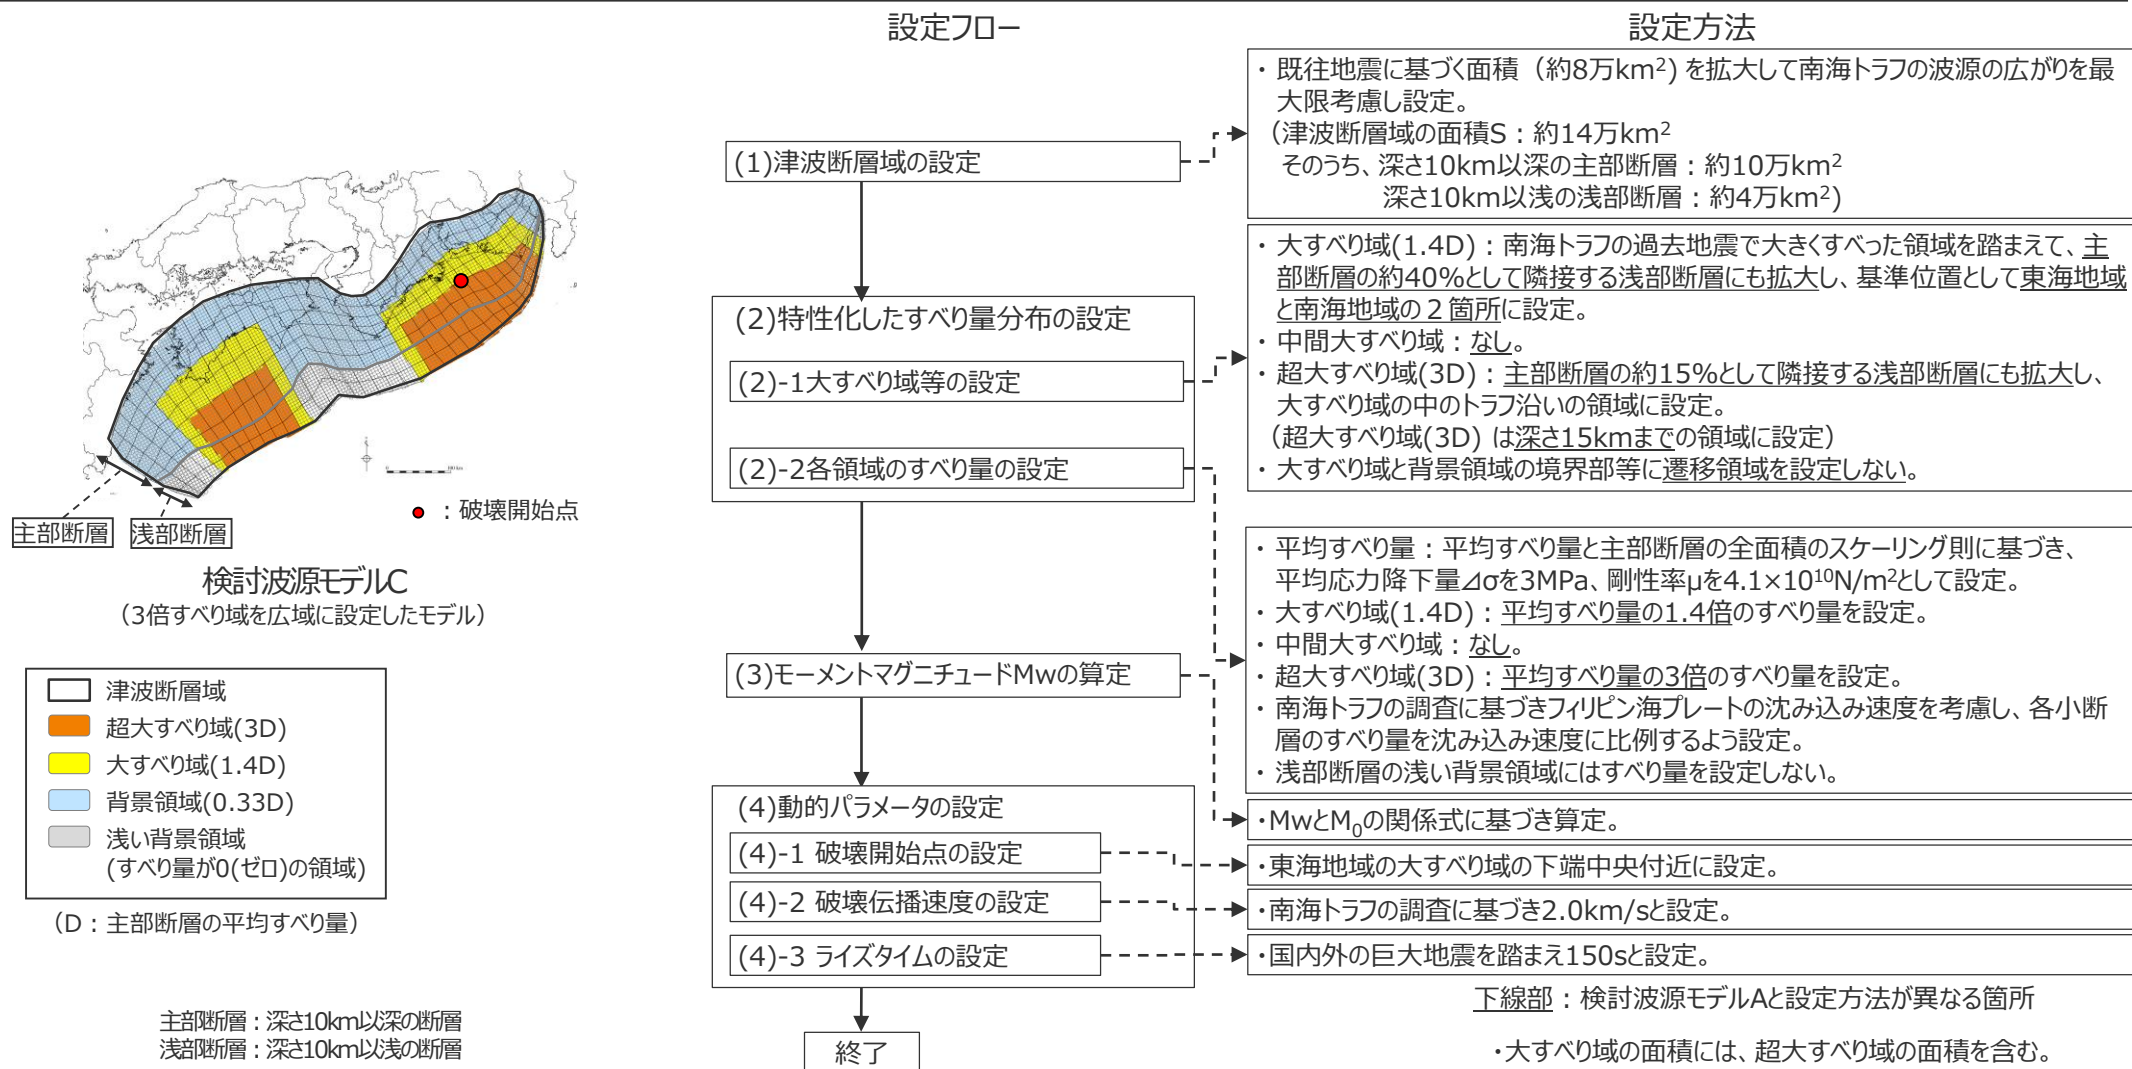 設定フロー
設定方法
(1)津波断層域の設定
(2)特性化したすべり量分布の設定
(2)-1大すべり域等の設定
(2)-2各領域のすべり量の設定
(3)モーメントマグニチュードMwの算定
(4)動的パラメータの設定
(4)-1 破壊開始点の設定
(4)-2 破壊伝播速度の設定
(4)-3 ライズタイムの設定
終了
・既往地震に基づく面積（約8万km²）を拡大して南海トラフの波源の広がりを最
大限考慮し設定。
（津波断層域の面積S：約14万km²
そのうち、深さ10km以深の主部断層：約10万km²
深さ10km以浅の浅部断層：約4万km²）
・大すべり域(1.4D)：南海トラフの過去地震で大きくすべった領域を踏まえて、主
部断層の約40%として隣接する浅部断層にも拡大し、基準位置として東海地域
と南海地域の２箇所に設定。
・中間大すべり域：なし。
・超大すべり域(3D)：主部断層の約15%として隣接する浅部断層にも拡大し、
大すべり域の中のトラフ沿いの領域に設定。
（超大すべり域(3D) は深さ15kmまでの領域に設定）
・大すべり域と背景領域の境界部等に遷移領域を設定しない。
・平均すべり量：平均すべり量と主部断層の全面積のスケーリング則に基づき、
平均応力降下量⊿σを3MPa、剛性率μを4.1×10¹⁰N/m²として設定。
・大すべり域(1.4D)：平均すべり量の1.4倍のすべり量を設定。
・中間大すべり域：なし。
・超大すべり域(3D)：平均すべり量の3倍のすべり量を設定。
・南海トラフの調査に基づきフィリピン海プレートの沈み込み速度を考慮し、各小断
層のすべり量を沈み込み速度に比例するよう設定。
・浅部断層の浅い背景領域にはすべり量を設定しない。
・MwとM₀の関係式に基づき算定。
・東海地域の大すべり域の下端中央付近に設定。
・南海トラフの調査に基づき2.0km/sと設定。
・国内外の巨大地震を踏まえ150sと設定。
下線部：検討波源モデルAと設定方法が異なる箇所
・大すべり域の面積には、超大すべり域の面積を含む。
：破壊開始点
主部断層
浅部断層
検討波源モデルC
（3倍すべり域を広域に設定したモデル）
津波断層域
超大すべり域(3D)
大すべり域(1.4D)
背景領域(0.33D)
浅い背景領域
(すべり量が0(ゼロ)の領域)
（D：主部断層の平均すべり量）
主部断層：深さ10km以深の断層
浅部断層：深さ10km以浅の断層